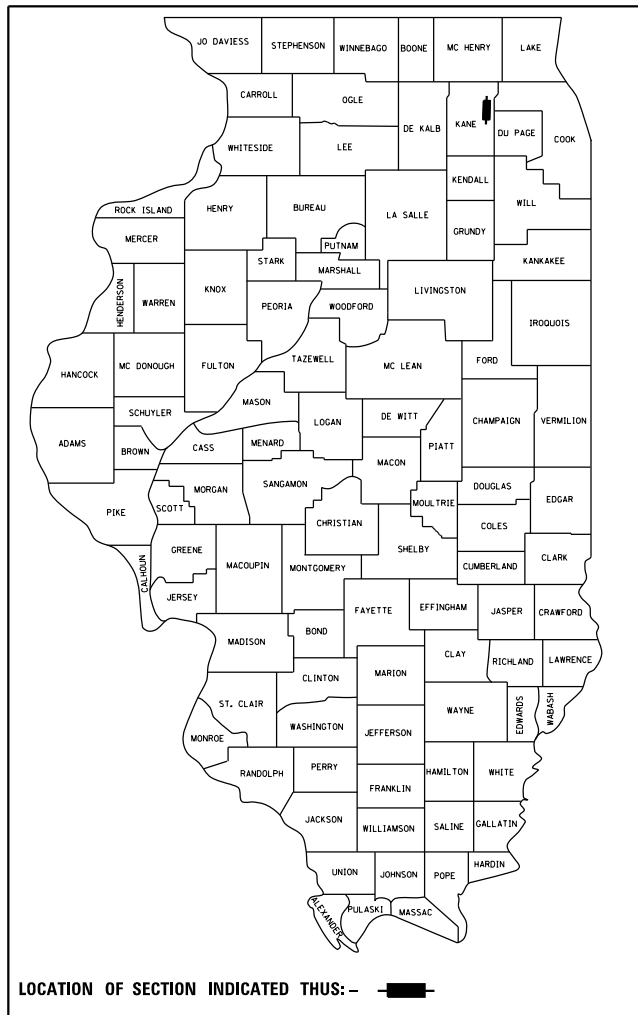 JO DAVIESS STEPHENSON WINNEBAGO BOONE MC HENRY LAKE
CARROLL OGLE DE KALB KANE DU PAGE COOK
WHITESIDE LEE
KENDALL WILL
ROCK ISLAND HENRY BUREAU LA SALLE GRUNDY
MERCER PUTNAM
STARK MARSHALL KANKAKEE
HENDERSON WARREN KNOX PEORIA WOODFORD LIVINGSTON IROQUOIS
HANCOCK MC DONOUGH FULTON TAZEWELL MC LEAN FORD
MASON
SCHUYLER LOGAN DE WITT CHAMPAIGN VERMILION
ADAMS BROWN CASS MENARD PIATT
MACON
MORGAN SANGAMON DOUGLAS
PIKE SCOTT CHRISTIAN MOULTRIE EDGAR
COLES
GREENE SHELBY
CALHOUN MACOUPIN MONTGOMERY CUMBERLAND CLARK
JERSEY
FAYETTE EFFINGHAM JASPER CRAWFORD
MADISON BOND
CLAY RICHLAND LAWRENCE
CLINTON MARION
ST. CLAIR WAYNE EDWARDS WABASH
WASHINGTON JEFFERSON
MONROE
RANDOLPH PERRY HAMILTON WHITE
FRANKLIN
JACKSON WILLIAMSON SALINE GALLATIN
HARDIN
UNION JOHNSON POPE
ALEXANDER PULASKI MASSAC
LOCATION OF SECTION INDICATED THUS: –